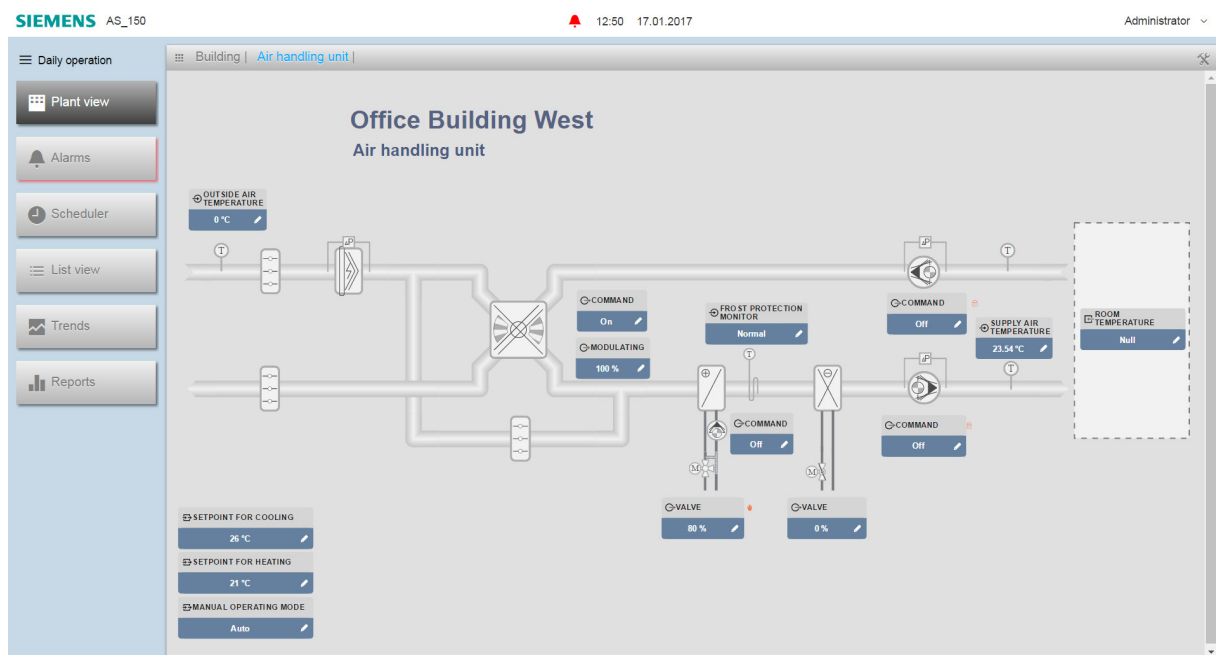 SIEMENS AS_150
12:50 17.01.2017
Administrator
Daily operation
Building | Air handling unit |
Plant view
Alarms
Scheduler
List view
Trends
Reports
Office Building West
Air handling unit
OUTSIDE AIR
TEMPERATURE
0 °C
T
ΔP
ΔP
T
COMMAND
On
MODULATING
100 %
FROST PROTECTION
MONITOR
Normal
T
COMMAND
Off
SUPPLY AIR
TEMPERATURE
23.54 °C
ROOM
TEMPERATURE
Null
ΔP
T
COMMAND
Off
COMMAND
Off
M
M
VALVE
80 %
VALVE
0 %
SETPOINT FOR COOLING
26 °C
SETPOINT FOR HEATING
21 °C
MANUAL OPERATING MODE
Auto